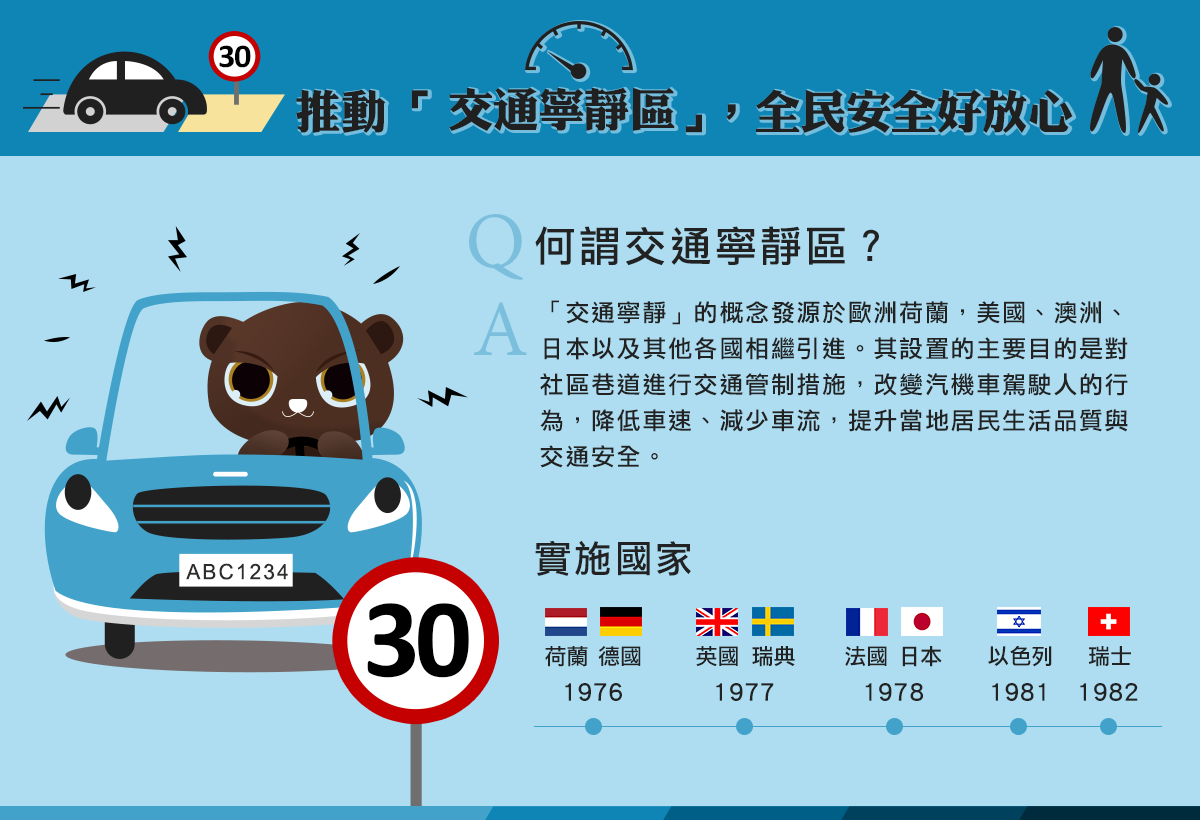 30
推動「交通寧靜區」，全民安全好放心
Q 何謂交通寧靜區？
A 「交通寧靜」的概念發源於歐洲荷蘭，美國、澳洲、
日本以及其他各國相繼引進。其設置的主要目的是對
社區巷道進行交通管制措施，改變汽機車駕駛人的行
為，降低車速、減少車流，提升當地居民生活品質與
交通安全。
ABC1234
30
實施國家
荷蘭 德國 英國 瑞典 法國 日本 以色列 瑞士
1976 1977 1978 1981 1982